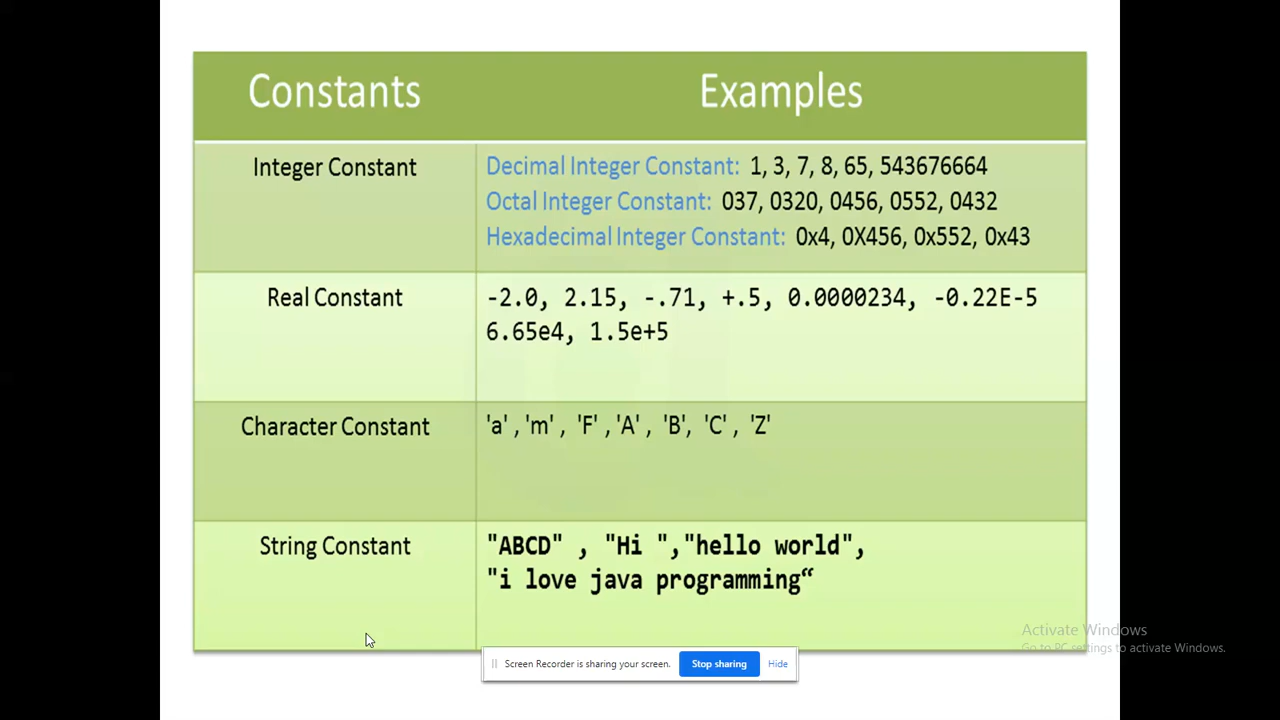 Constants Examples
Integer Constant Decimal Integer Constant: 1, 3, 7, 8, 65, 543676664
Octal Integer Constant: 037, 0320, 0456, 0552, 0432
Hexadecimal Integer Constant: 0x4, 0X456, 0x552, 0x43
Real Constant -2.0, 2.15, -.71, +.5, 0.0000234, -0.22E-5
6.65e4, 1.5e+5
Character Constant 'a' ,'m' , 'F' ,'A' , 'B', 'C' , 'Z'
String Constant "ABCD" , "Hi ","hello world",
"i love java programming“
Activate Windows
Go to PC settings to activate Windows.
Screen Recorder is sharing your screen. Stop sharing Hide